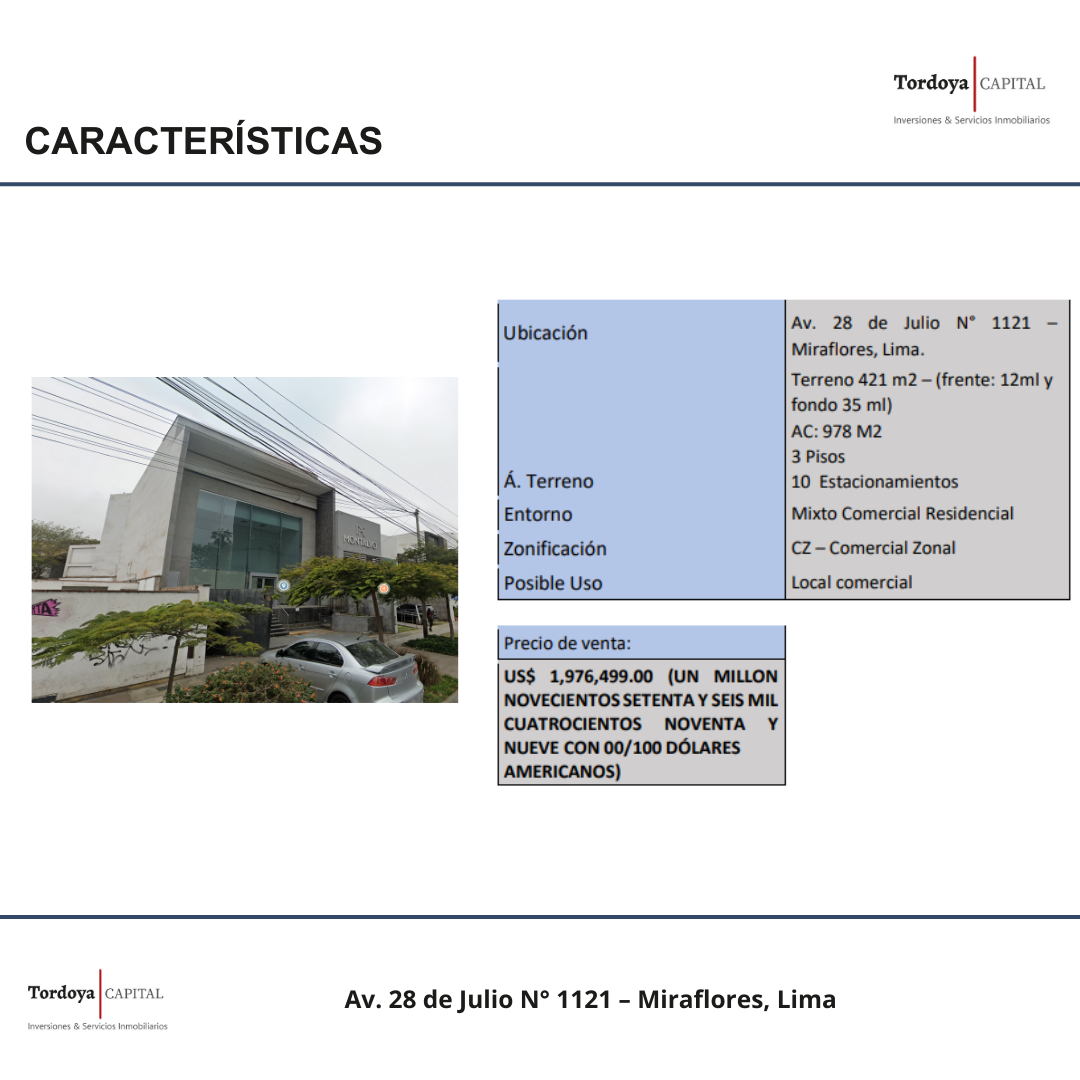 Tordoya CAPITAL
Inversiones & Servicios Inmobiliarios
CARACTERÍSTICAS
Ubicación
Av. 28 de Julio N° 1121 –
Miraflores, Lima.
Á. Terreno
Terreno 421 m2 – (frente: 12ml y
fondo 35 ml)
AC: 978 M2
3 Pisos
10 Estacionamientos
Entorno
Mixto Comercial Residencial
Zonificación
CZ – Comercial Zonal
Posible Uso
Local comercial
MONTALVO
Precio de venta:
US$ 1,976,499.00 (UN MILLON
NOVECIENTOS SETENTA Y SEIS MIL
CUATROCIENTOS NOVENTA Y
NUEVE CON 00/100 DÓLARES
AMERICANOS)
Tordoya CAPITAL
Inversiones & Servicios Inmobiliarios
Av. 28 de Julio N° 1121 – Miraflores, Lima